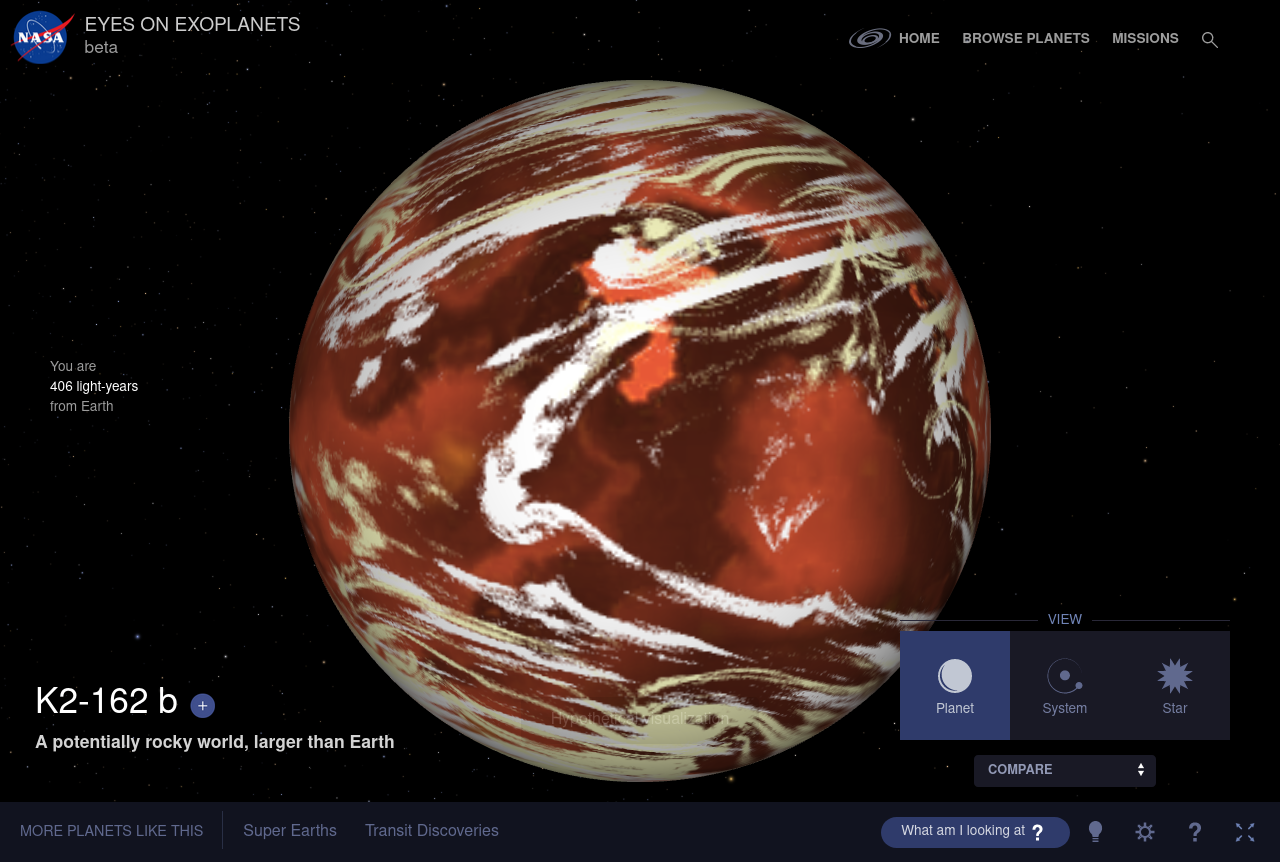 NASA
EYES ON EXOPLANETS
beta
HOME
BROWSE PLANETS
MISSIONS
You are
406 light-years
from Earth
VIEW
Planet
System
Star
K2-162 b +
A potentially rocky world, larger than Earth
Hypothetical visualization
COMPARE
MORE PLANETS LIKE THIS
Super Earths
Transit Discoveries
What am I looking at ?
?